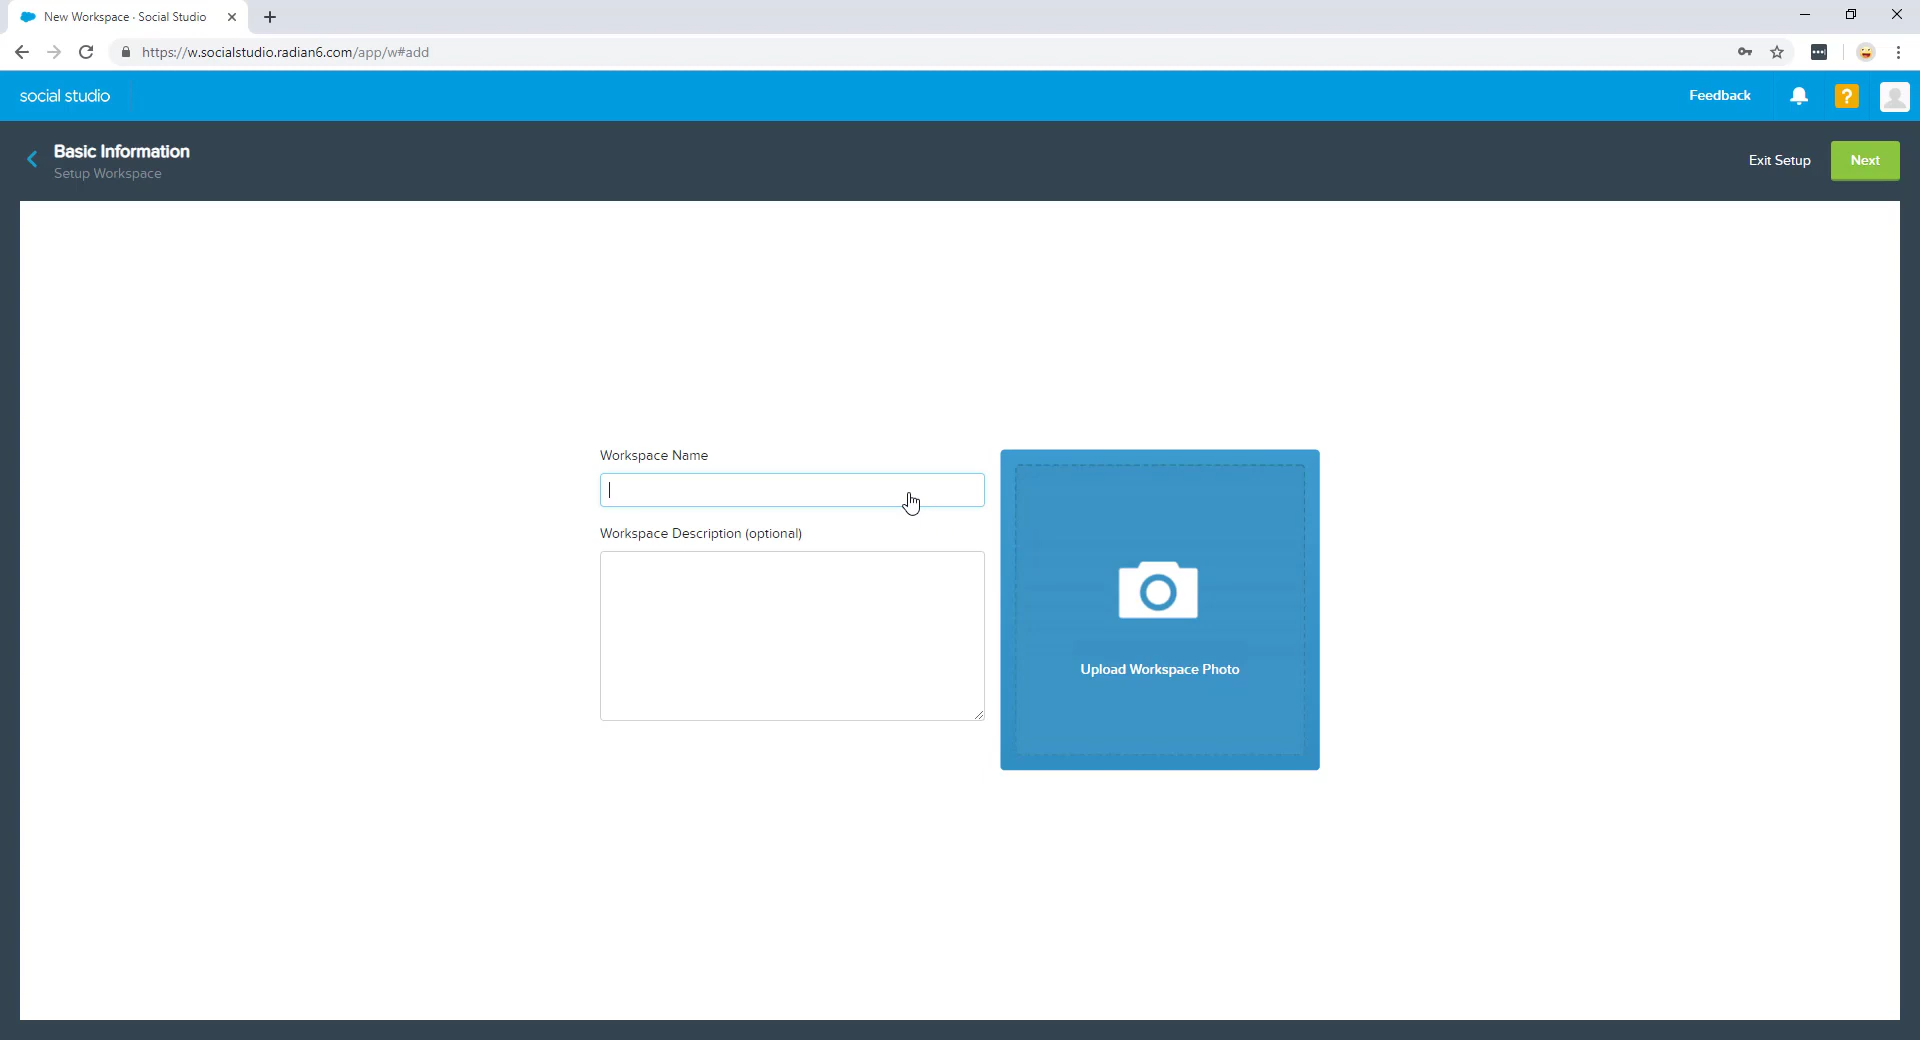 New Workspace · Social Studio
https://w.socialstudio.radian6.com/app/w#add
social studio
Feedback
?
Basic Information
Setup Workspace
Exit Setup
Next
Workspace Name
Workspace Description (optional)
Upload Workspace Photo